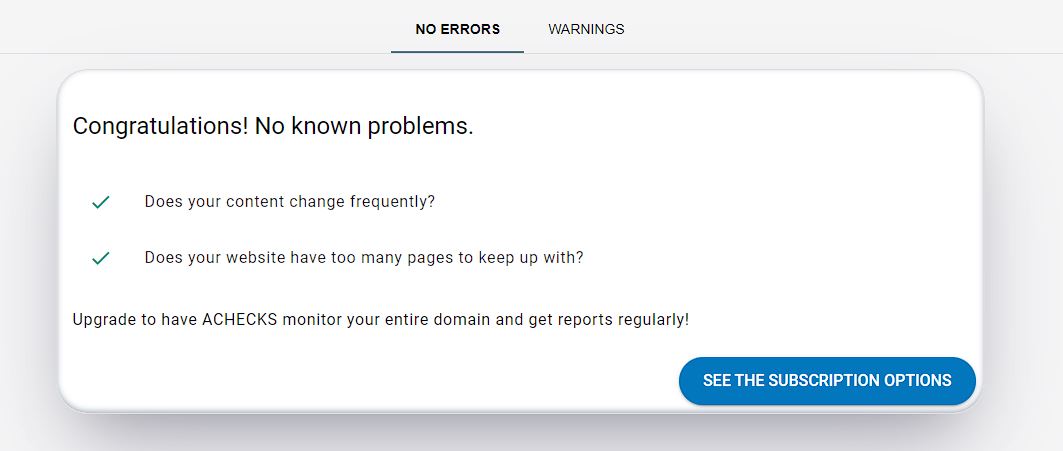 NO ERRORS
WARNINGS
Congratulations! No known problems.
Does your content change frequently?
Does your website have too many pages to keep up with?
Upgrade to have ACHECKS monitor your entire domain and get reports regularly!
SEE THE SUBSCRIPTION OPTIONS